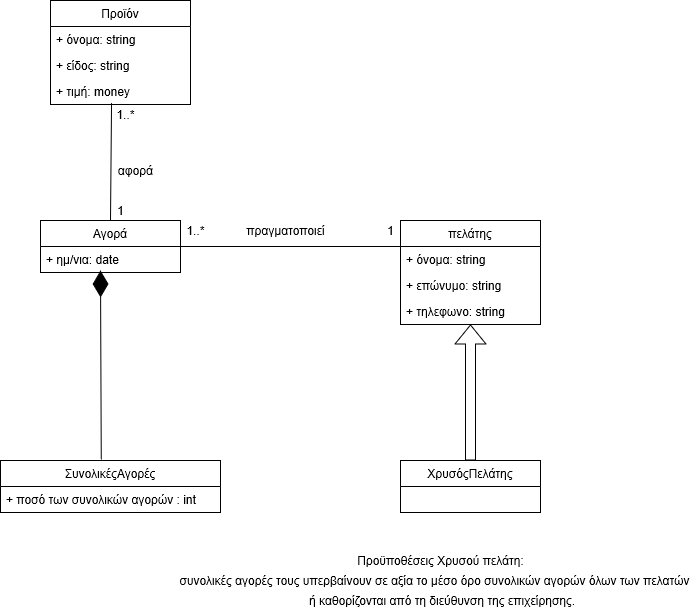 Προϊόν
+ όνομα: string
+ είδος: string
+ τιμή: money
1..*
αφορά
1
Αγορά
+ ημ/νια: date
1..*
πραγματοποιεί
1
πελάτης
+ όνομα: string
+ επώνυμο: string
+ τηλεφωνο: string
ΣυνολικέςΑγορές
+ ποσό των συνολικών αγορών : int
ΧρυσόςΠελάτης
Προϋποθέσεις Χρυσού πελάτη:
συνολικές αγορές τους υπερβαίνουν σε αξία το μέσο όρο συνολικών αγορών όλων των πελατών
ή καθορίζονται από τη διεύθυνση της επιχείρησης.